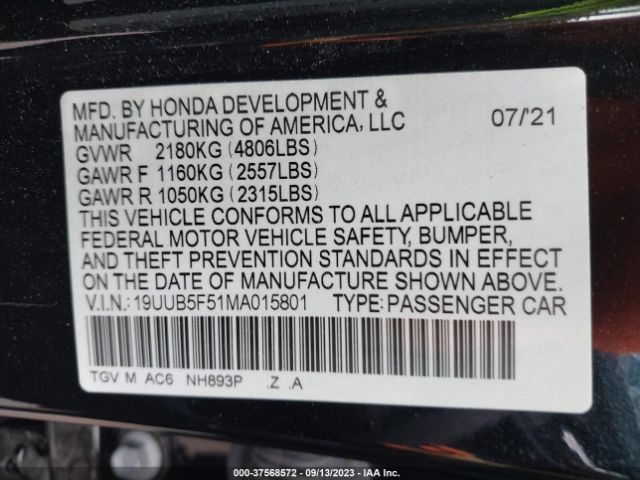 MFD. BY HONDA DEVELOPMENT &
MANUFACTURING OF AMERICA, LLC 07/'21
GVWR 2180KG (4806LBS)
GAWR F 1160KG (2557LBS)
GAWR R 1050KG (2315LBS)
THIS VEHICLE CONFORMS TO ALL APPLICABLE
FEDERAL MOTOR VEHICLE SAFETY, BUMPER,
AND THEFT PREVENTION STANDARDS IN EFFECT
ON THE DATE OF MANUFACTURE SHOWN ABOVE.
V.I.N.: 19UUB5F51MA015801 TYPE: PASSENGER CAR
TGV M AC6 NH893P .Z .A
000-37568572 | 09/13/2023 | IAA Inc.